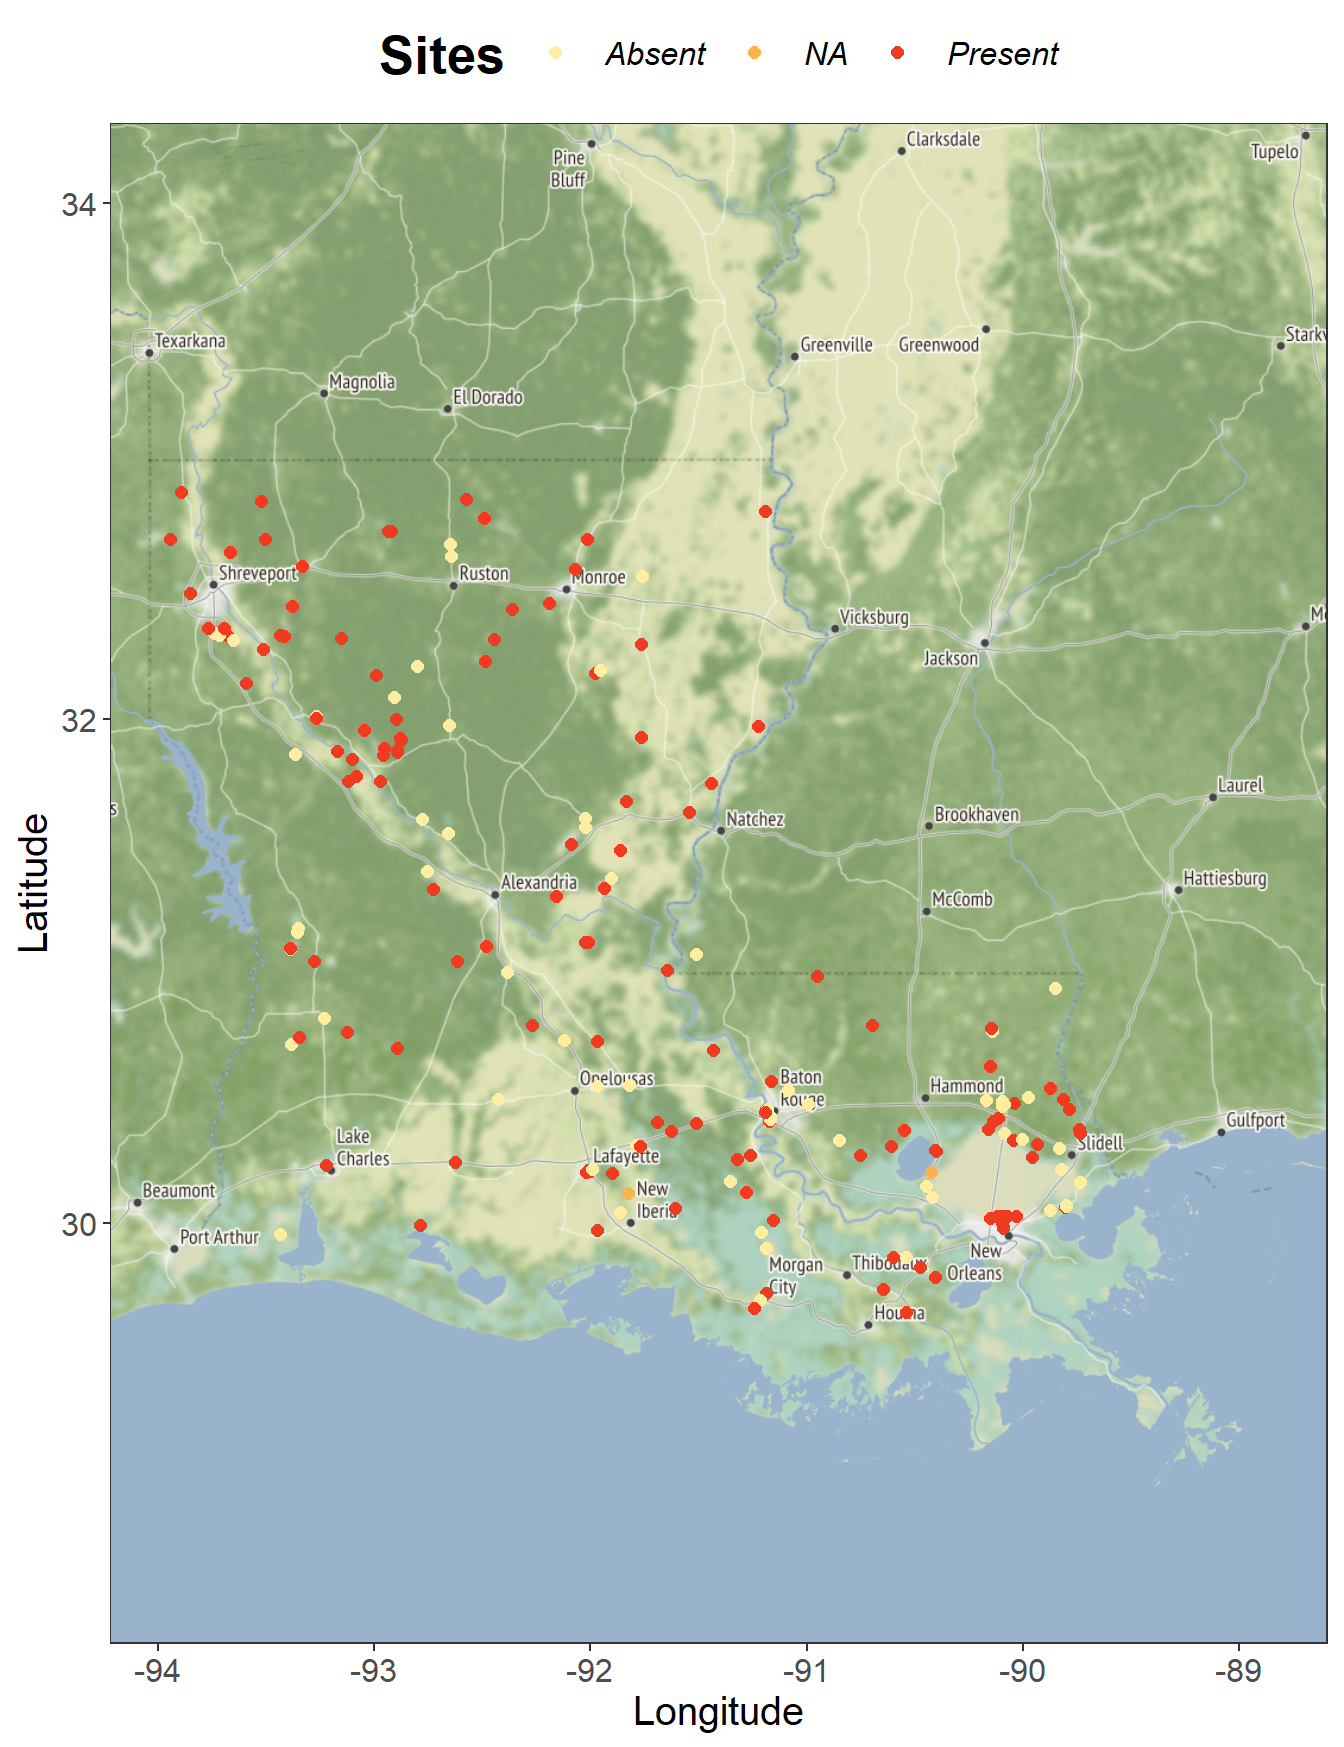 Sites Absent NA Present
Clarksdale
Tupelo
Pine
Bluff
34
Texarkana
Greenville
Greenwood
Starkv
Magnolia
El Dorado
Shreveport
Ruston
Monroe
Vicksburg
Me
Jackson
32
Laurel
s
Natchez
Brookhaven
Alexandria
Hattiesburg
McComb
Latitude
Baton
Rouge
Opelousas
Hammond
Gulfport
Lake
Charles
Slidell
Lafayette
Beaumont
New
Iberia
30
Port Arthur
New
Orleans
Morgan
City
Thibodaux
Houma
-94 -93 -92 -91 -90 -89
Longitude